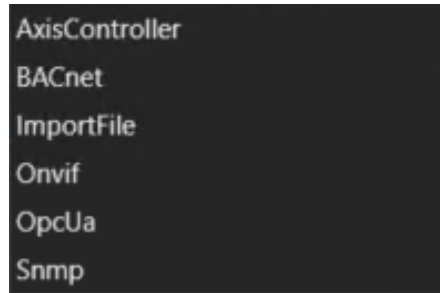 AxisController
BACnet
ImportFile
Onvif
OpcUa
Snmp